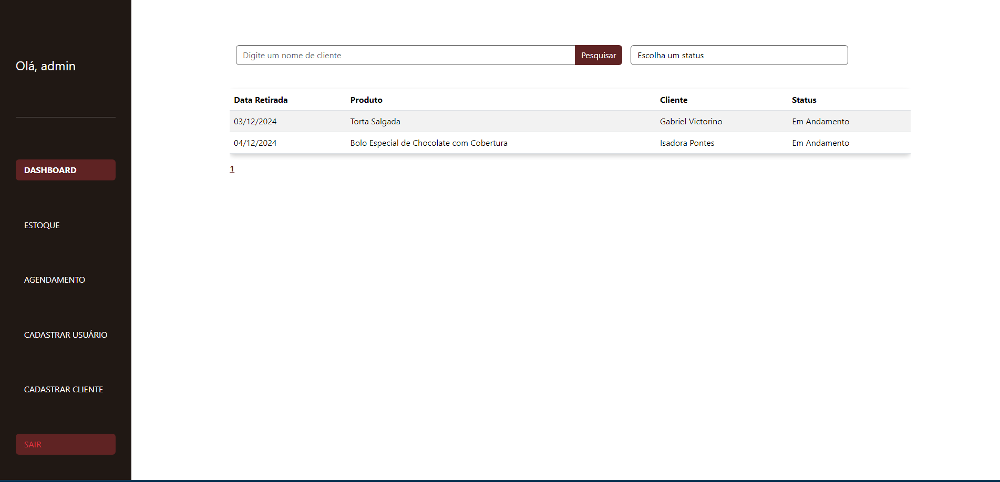 Olá, admin
DASHBOARD
ESTOQUE
AGENDAMENTO
CADASTRAR USUÁRIO
CADASTRAR CLIENTE
SAIR
Digite um nome de cliente Pesquisar Escolha um status
Data Retirada Produto Cliente Status
03/12/2024 Torta Salgada Gabriel Victorino Em Andamento
04/12/2024 Bolo Especial de Chocolate com Cobertura Isadora Pontes Em Andamento
1